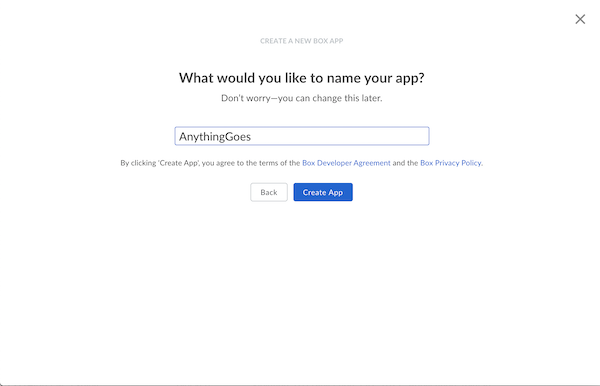 CREATE A NEW BOX APP
What would you like to name your app?
Don't worry—you can change this later.
AnythingGoes
By clicking 'Create App', you agree to the terms of the Box Developer Agreement and the Box Privacy Policy.
Back Create App